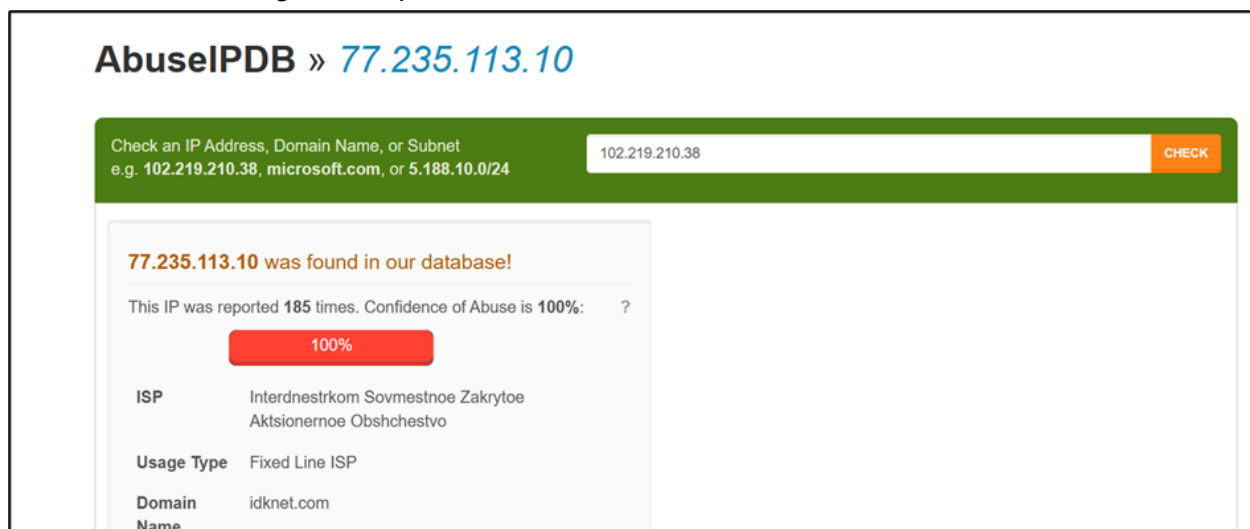 AbuseIPDB » 77.235.113.10
Check an IP Address, Domain Name, or Subnet
e.g. 102.219.210.38, microsoft.com, or 5.188.10.0/24
102.219.210.38
CHECK
77.235.113.10 was found in our database!
This IP was reported 185 times. Confidence of Abuse is 100%: ?
100%
ISP Interdnestrkom Sovmestnoe Zakrytoe
Aktsionernoe Obshchestvo
Usage Type Fixed Line ISP
Domain idknet.com
Name